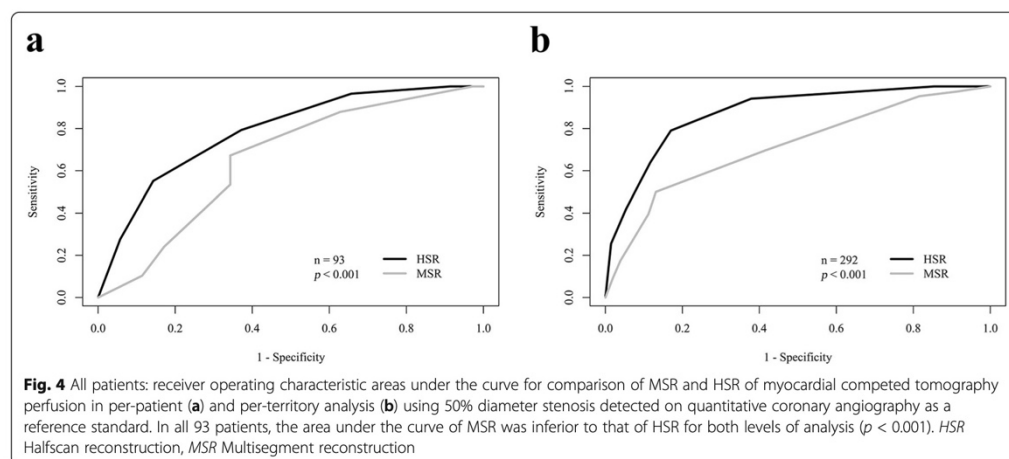 a
b
1.0
0.8
0.6
0.4
0.2
0.0
Sensitivity
n = 93
p < 0.001
HSR
MSR
0.0 0.2 0.4 0.6 0.8 1.0
1 - Specificity
1.0
0.8
0.6
0.4
0.2
0.0
Sensitivity
n = 292
p < 0.001
HSR
MSR
0.0 0.2 0.4 0.6 0.8 1.0
1 - Specificity
Fig. 4 All patients: receiver operating characteristic areas under the curve for comparison of MSR and HSR of myocardial competed tomography
perfusion in per-patient (a) and per-territory analysis (b) using 50% diameter stenosis detected on quantitative coronary angiography as a
reference standard. In all 93 patients, the area under the curve of MSR was inferior to that of HSR for both levels of analysis (p < 0.001). HSR
Halfscan reconstruction, MSR Multisegment reconstruction